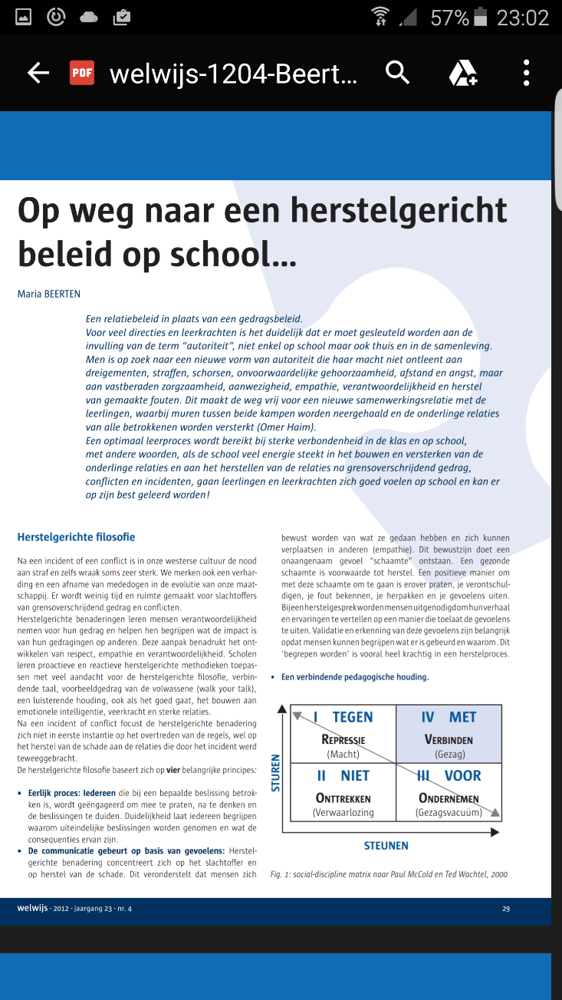 57% 23:02
PDF welwijs-1204-Beert...
Op weg naar een herstelgericht
beleid op school...
Maria BEERTEN
Een relatiebeleid in plaats van een gedragsbeleid.
Voor veel directies en leerkrachten is het duidelijk dat er moet gesleuteld worden aan de
invulling van de term “autoriteit”, niet enkel op school maar ook thuis en in de samenleving.
Men is op zoek naar een nieuwe vorm van autoriteit die haar macht niet ontleent aan
dreigementen, straffen, schorsen, onvoorwaardelijke gehoorzaamheid, afstand en angst, maar
aan vastberaden zorgzaamheid, aanwezigheid, empathie, verantwoordelijkheid en herstel
van gemaakte fouten. Dit maakt de weg vrij voor een nieuwe samenwerkingsrelatie met de
leerlingen, waarbij muren tussen beide kampen worden neergehaald en de onderlinge relaties
van alle betrokkenen worden versterkt (Omer Haim).
Een optimaal leerproces wordt bereikt bij sterke verbondenheid in de klas en op school,
met andere woorden, als de school veel energie steekt in het bouwen en versterken van de
onderlinge relaties en aan het herstellen van de relaties na grensoverschrijdend gedrag,
conflicten en incidenten, gaan leerlingen en leerkrachten zich goed voelen op school en kan er
op zijn best geleerd worden!
Herstelgerichte filosofie
Na een incident of een conflict is in onze westerse cultuur de nood
aan straf en zelfs wraak soms zeer sterk. We merken ook een verhar-
ding en een afname van mededogen in de evolutie van onze maat-
schappij. Er wordt weinig tijd en ruimte gemaakt voor slachtoffers
van grensoverschrijdend gedrag en conflicten.
Herstelgerichte benaderingen leren mensen verantwoordelijkheid
nemen voor hun gedrag en helpen hen begrijpen wat de impact is
van hun gedragingen op anderen. Deze aanpak benadrukt het ont-
wikkelen van respect, empathie en verantwoordelijkheid. Scholen
leren proactieve en reactieve herstelgerichte methodieken toepas-
sen met veel aandacht voor de herstelgerichte filosofie, verbin-
dende taal, voorbeeldgedrag van de volwassene (walk your talk),
een luisterende houding, ook als het goed gaat, het bouwen aan
emotionele intelligentie, veerkracht en sterke relaties.
Na een incident of conflict focust de herstelgerichte benadering
zich niet in eerste instantie op het overtreden van de regels, wel op
het herstel van de schade aan de relaties die door het incident werd
teweeggebracht.
De herstelgerichte filosofie baseert zich op vier belangrijke principes:
• Eerlijk proces: Iedereen die bij een bepaalde beslissing betrok-
ken is, wordt geëngageerd om mee te praten, na te denken en
de beslissingen te duiden. Duidelijkheid laat iedereen begrijpen
waarom uiteindelijke beslissingen worden genomen en wat de
consequenties ervan zijn.
• De communicatie gebeurt op basis van gevoelens: Herstel-
gerichte benadering concentreert zich op het slachtoffer en
op herstel van de schade. Dit veronderstelt dat mensen zich
bewust worden van wat ze gedaan hebben en zich kunnen
verplaatsen in anderen (empathie). Dit bewustzijn doet een
onaangenaam gevoel “schaamte” ontstaan. Een gezonde
schaamte is voorwaarde tot herstel. Een positieve manier om
met deze schaamte om te gaan is erover praten, je verontschul-
digen, je fout bekennen, je herpakken en je gevoelens uiten.
Bij een herstelgesprek worden mensen uitgenodigd om hun verhaal
en ervaringen te vertellen op een manier die toelaat de gevoelens
te uiten. Validatie en erkenning van deze gevoelens zijn belangrijk
opdat mensen kunnen begrijpen wat er is gebeurd en waarom. Dit
‘begrepen worden’ is vooral heel krachtig in een herstelproces.
• Een verbindende pedagogische houding.
I TEGEN
REPRESSIE
(Macht)
IV MET
VERBINDEN
(Gezag)
II NIET
ONTTREKKEN
(Verwaarlozing
III VOOR
ONDERNEMEN
(Gezagsvacuüm)
STUREN
STEUNEN
Fig. 1: social-discipline matrix naar Paul McCold en Ted Wachtel, 2000
welwijs - 2012 - jaargang 23 - nr. 4
29